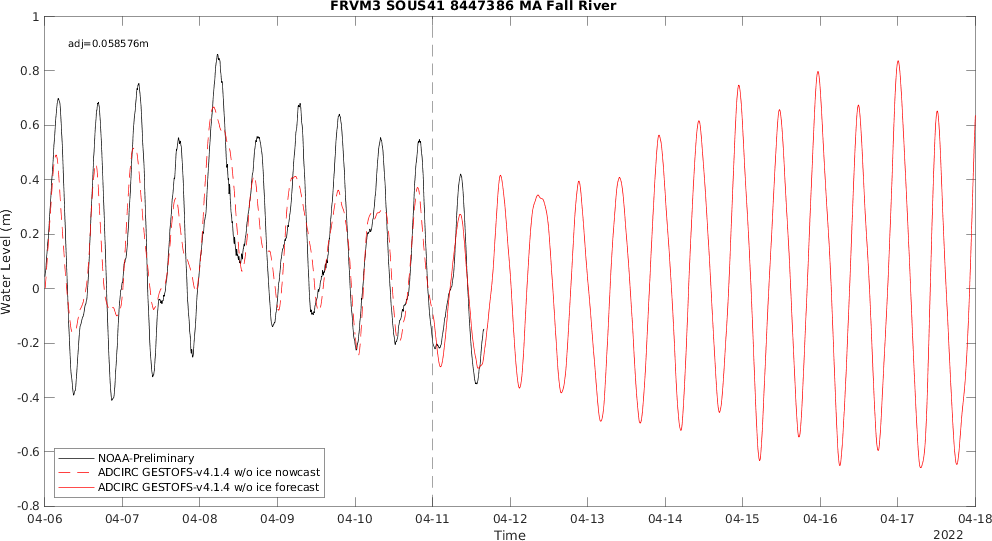 FRVM3 SOUS41 8447386 MA Fall River
adj=0.058576m
1
0.8
0.6
0.4
0.2
0
-0.2
-0.4
-0.6
-0.8
Water Level (m)
NOAA-Preliminary
ADCIRC GESTOFS-v4.1.4 w/o ice nowcast
ADCIRC GESTOFS-v4.1.4 w/o ice forecast
04-06 04-07 04-08 04-09 04-10 04-11 04-12 04-13 04-14 04-15 04-16 04-17 04-18
Time
2022